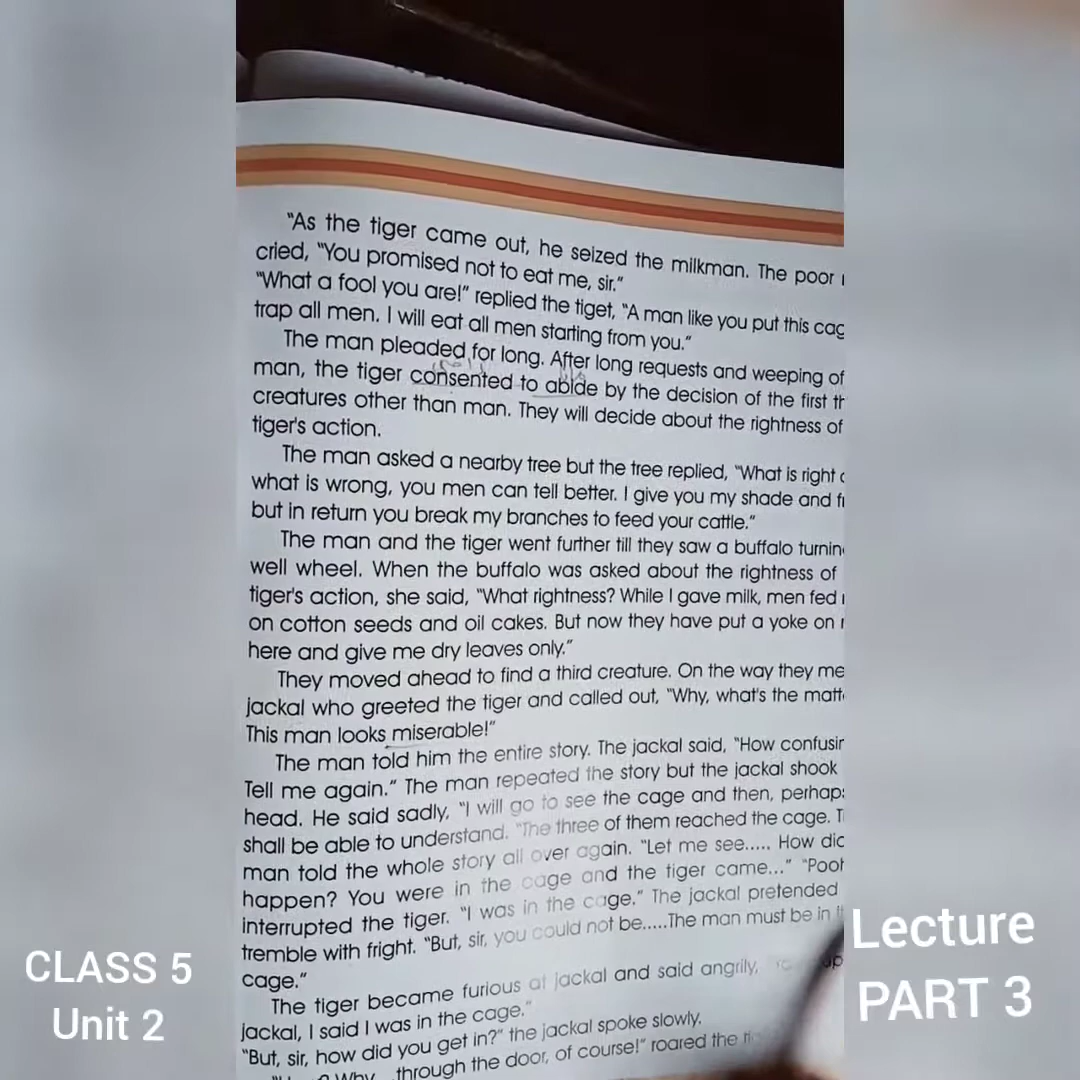 "As the tiger came out, he seized the milkman. The poor
cried, "You promised not to eat me, sir."
"What a fool you are!" replied the tiget, "A man like you put this
trap all men. I will eat all men starting from you."
The man pleaded for long. After long requests and weeping of
man, the tiger consented to abide by the decision of the first
creatures other than man. They will decide about the rightness of
tiger's action.
The man asked a nearby tree but the tree replied, "What is right
what is wrong, you men can tell better. I give you my shade and
but in return you break my branches to feed your cattle."
The man and the tiger went further till they saw a buffalo
well wheel. When the buffalo was asked about the rightness of
tiger's action, she said, "What rightness? While I gave milk, men fed
on cotton seeds and oil cakes. But now they have put a yoke on
here and give me dry leaves only."
They moved ahead to find a third creature. On the way they
jackal who greeted the tiger and called out, "Why, what's the
This man looks miserable!"
The man told him the entire story. The jackal said, "How
Tell me again." The man repeated the story but the jackal shook
head. He said sadly, "I will go to see the cage and then,
shall be able to understand. "The three of them reached the cage.
man told the whole story all over again. "Let me see..... How
happen? You were in the cage and the tiger came..."
interrupted the tiger. "I was in the cage." The jackal pretended
tremble with fright. "But, sir, you could not be.....The man must be in
cage."
The tiger became furious at jackal and said angrily,
jackal, I said I was in the cage."
"But, sir, how did you get in?" the jackal spoke slowly.
through the door, of course!" roared the
CLASS 5
Unit 2
Lecture
PART 3